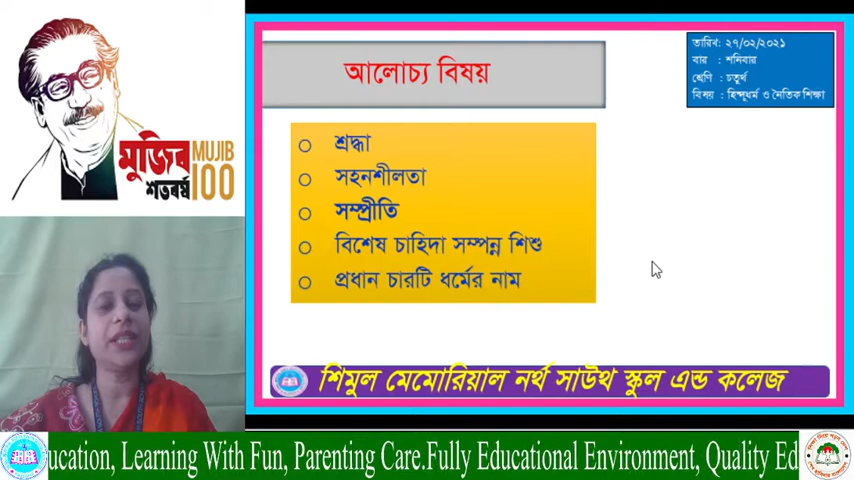 মুজিব
শতবর্ষ
MUJIB
100
আলোচ্য বিষয়
তারিখ: ২৭/০২/২০২১
বার : শনিবার
শ্রেণি : চতুর্থ
বিষয় : হিন্দুধর্ম ও নৈতিক শিক্ষা
শ্রদ্ধা
সহনশীলতা
সম্প্রীতি
বিশেষ চাহিদা সম্পন্ন শিশু
প্রধান চারটি ধর্মের নাম
শিমুল মেমোরিয়াল নর্থ সাউথ স্কুল এন্ড কলেজ
ucation, Learning With Fun, Parenting Care.Fully Educational Environment, Quality Ed